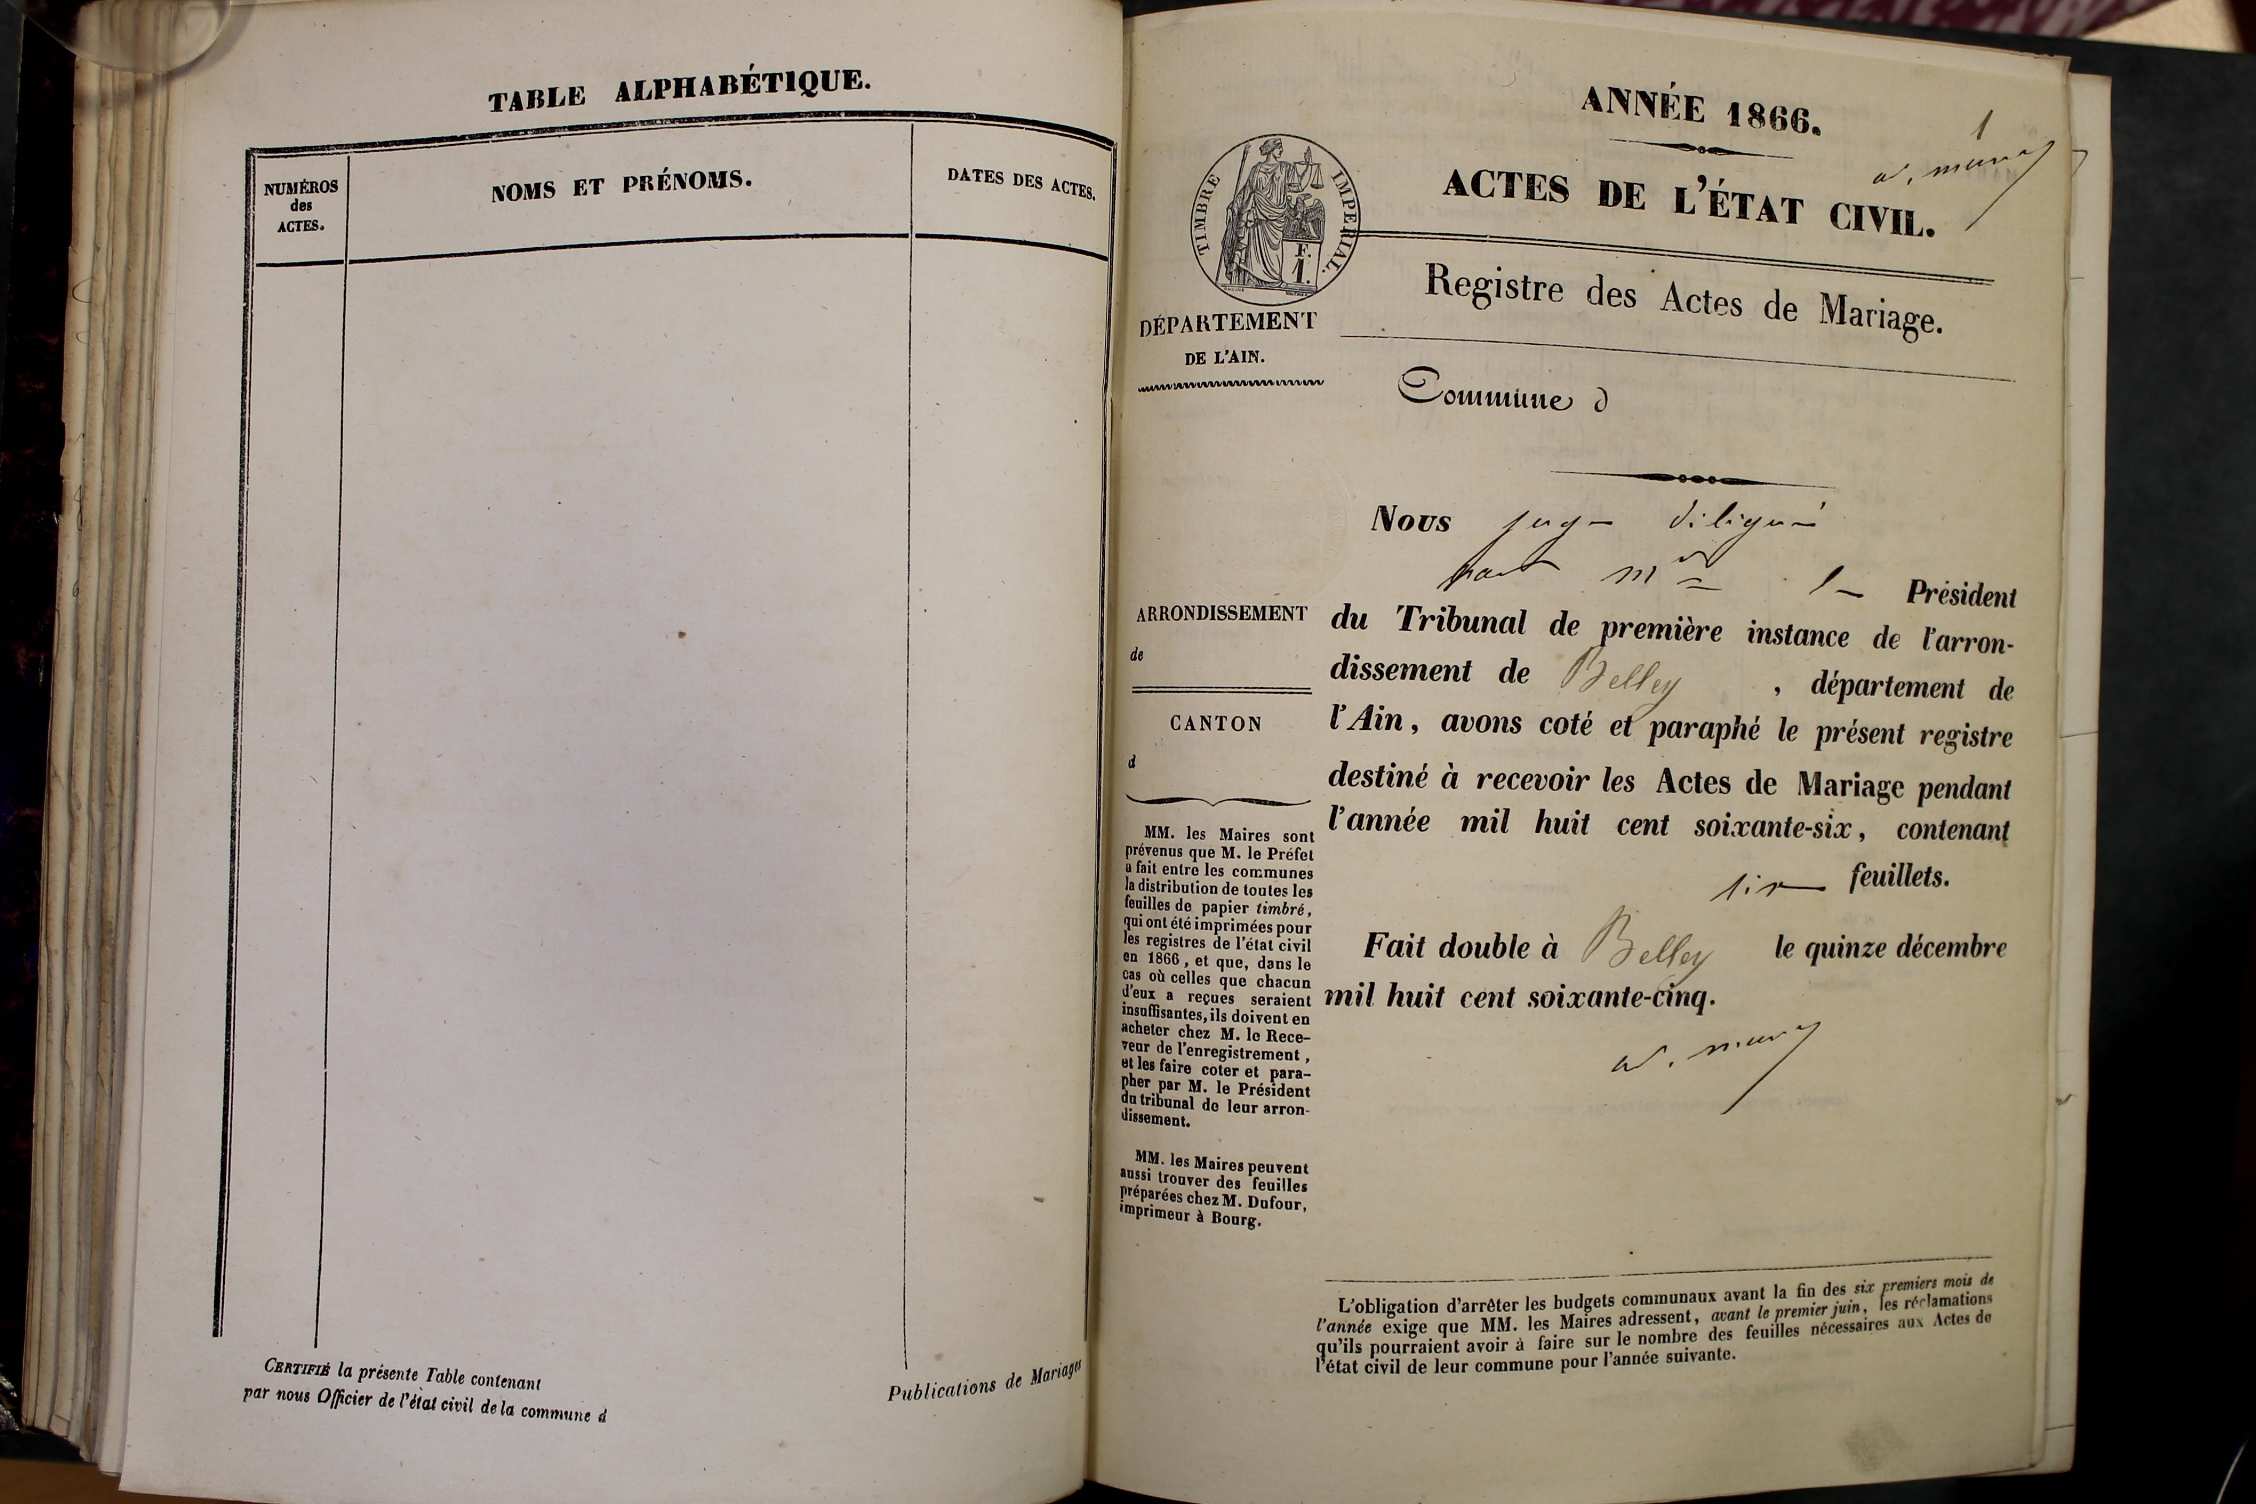 TABLE ALPHABÉTIQUE.
NUMÉROS
des
ACTES.
NOMS ET PRÉNOMS.
DATES DES ACTES.
CERTIFIÉ la présente Table contenant
par nous Officier de l'état civil de la commune d
Publications de Mariages
ANNÉE 1866.
1
ACTES DE L'ÉTAT CIVIL.
TIMBRE IMPERIAL.
F.
1.
Registre des Actes de Mariage.
DÉPARTEMENT
DE L'AIN.
Commune d
ARRONDISSEMENT
de
CANTON
d
MM. les Maires sont
prévenus que M. le Préfet
a fait entre les communes
la distribution de toutes les
feuilles de papier timbré,
qui ont été imprimées pour
les registres de l'état civil
en 1866, et que, dans le
cas où celles que chacun
d'eux a reçues seraient
insuffisantes, ils doivent en
acheter chez M. le Rece-
veur de l'enregistrement,
et les faire coter et para-
pher par M. le Président
du tribunal de leur arron-
dissement.
MM. les Maires peuvent
aussi trouver des feuilles
préparées chez M. Dufour,
imprimeur à Bourg.
Nous juge délégué
par Mr le Président
du Tribunal de première instance de l'arron-
dissement de Belley, département de
l'Ain, avons coté et paraphé le présent registre
destiné à recevoir les Actes de Mariage pendant
l'année mil huit cent soixante-six, contenant
six feuillets.
Fait double à Belley le quinze décembre
mil huit cent soixante-cinq.
L'obligation d'arrêter les budgets communaux avant la fin des six premiers mois de
l'année exige que MM. les Maires adressent, avant le premier juin, les réclamations
qu'ils pourraient avoir à faire sur le nombre des feuilles nécessaires aux Actes de
l'état civil de leur commune pour l'année suivante.